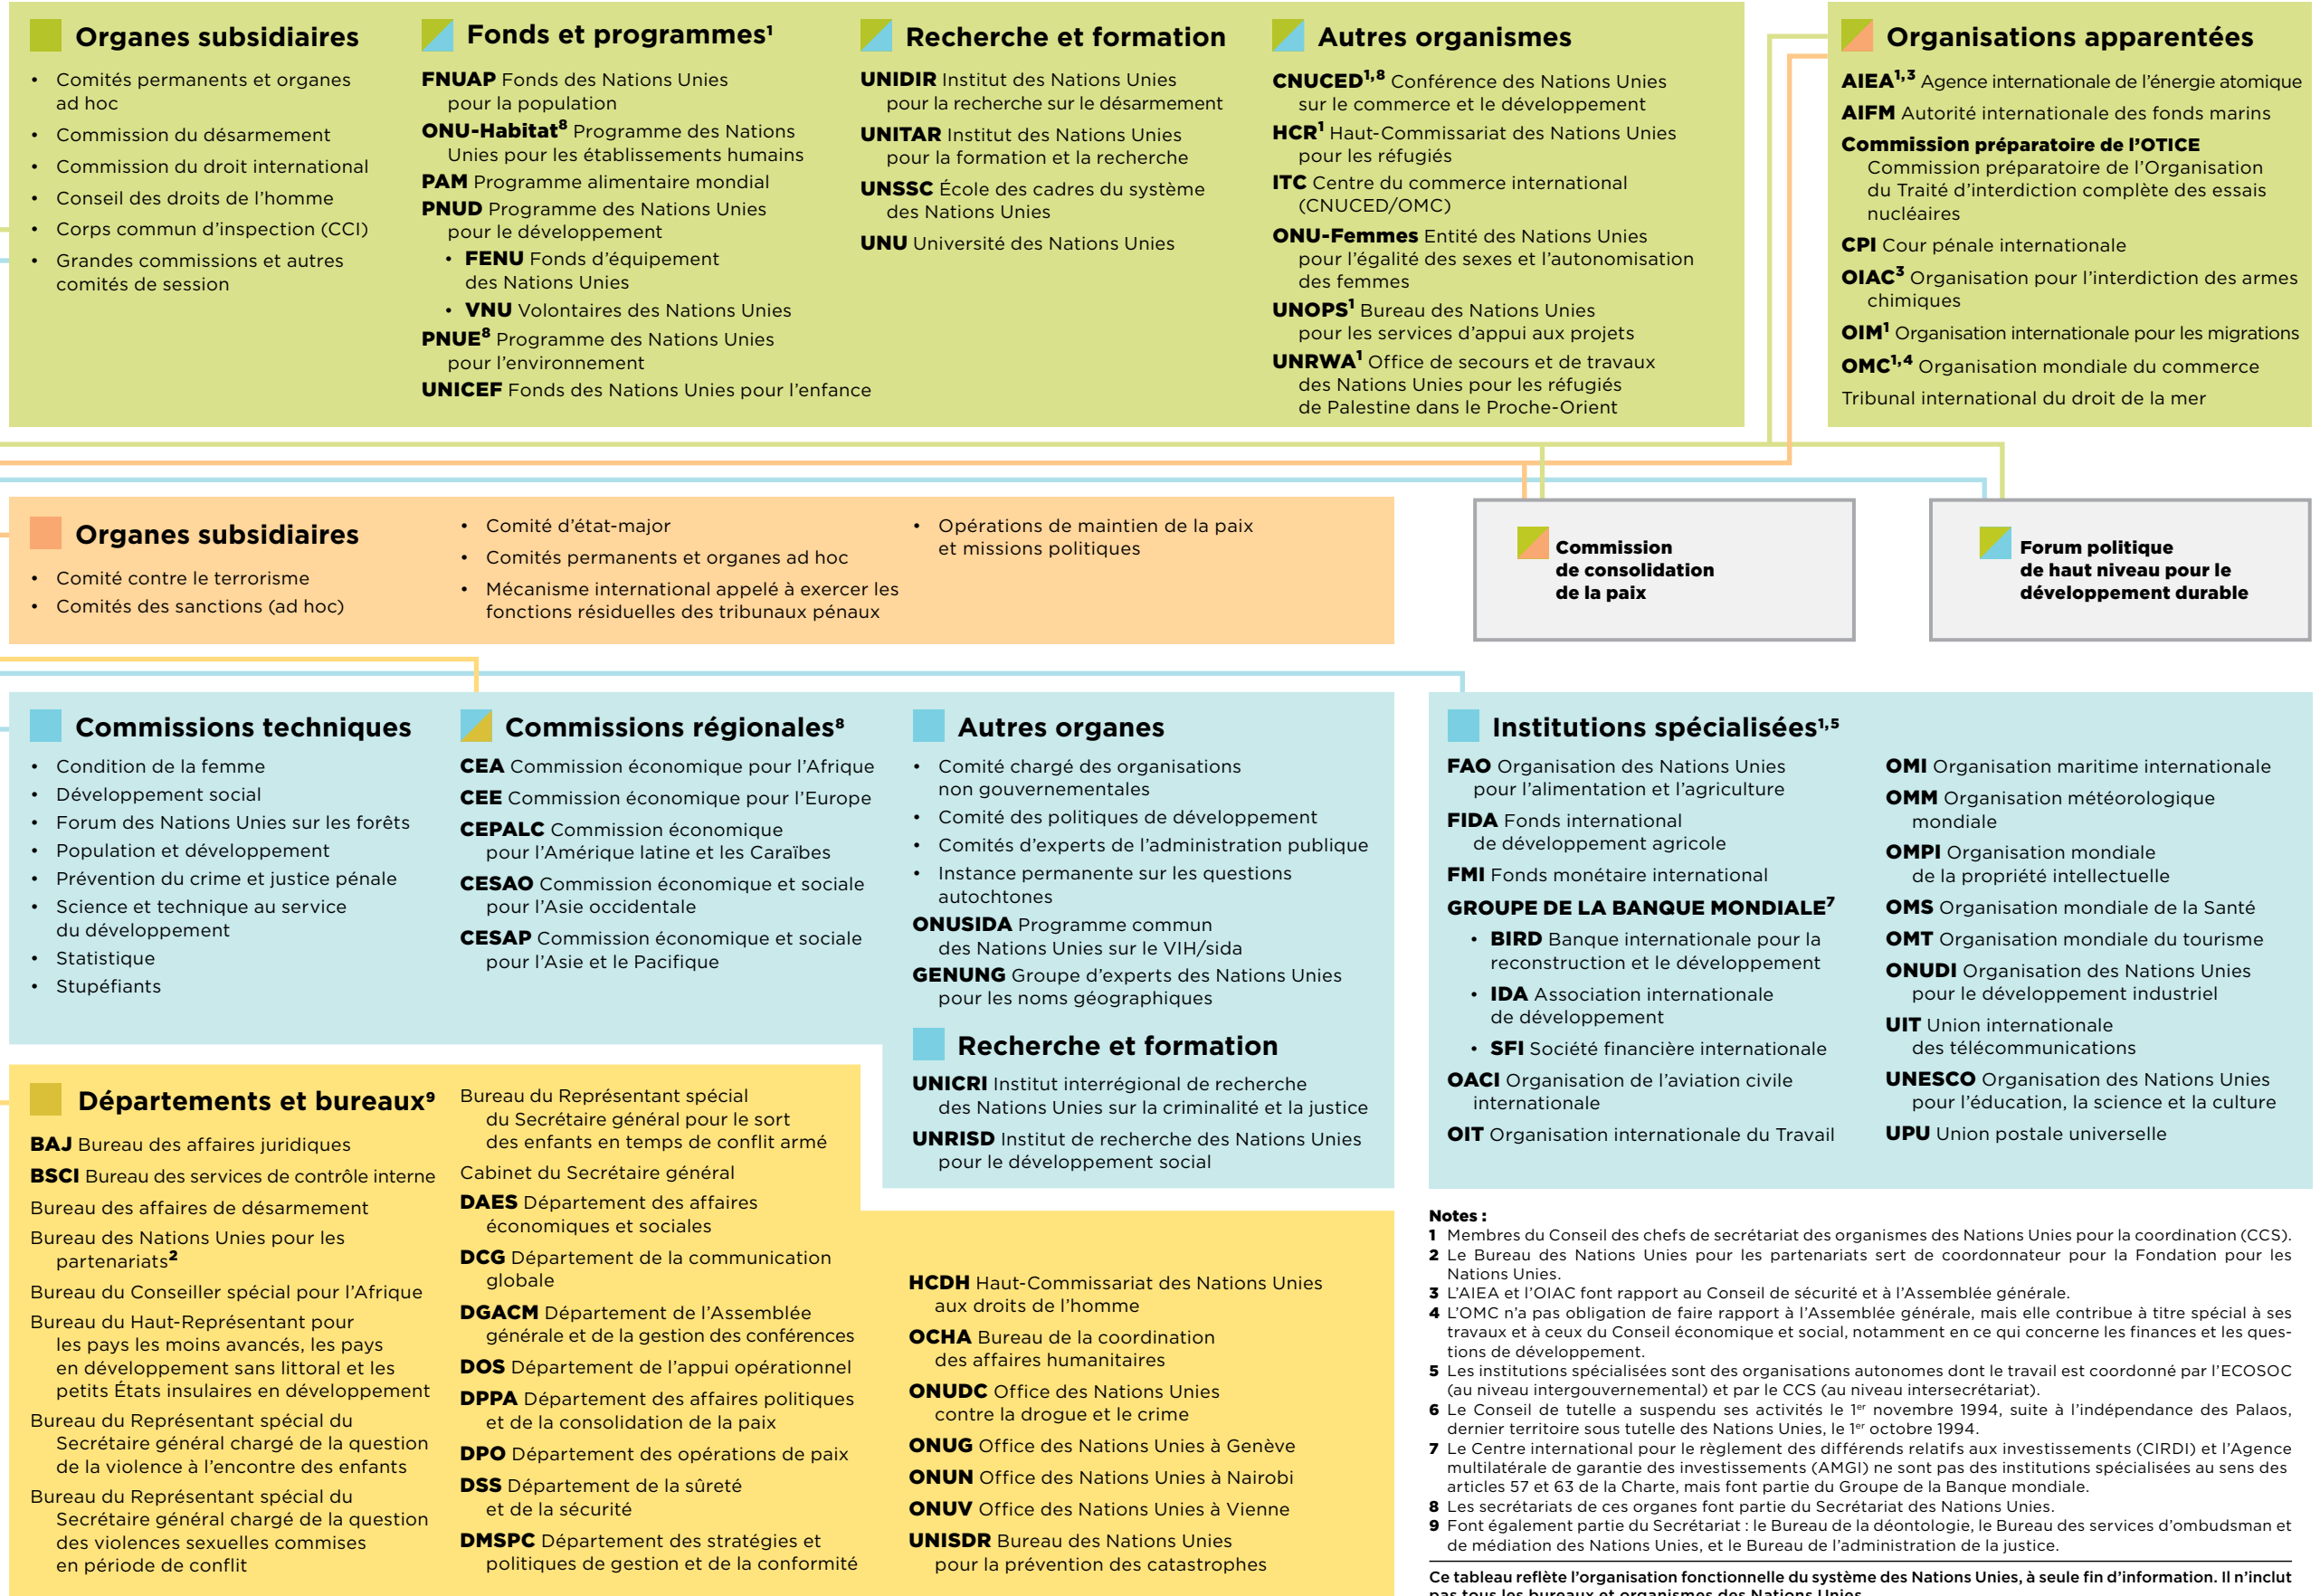 Organes subsidiaires
• Comités permanents et organes
ad hoc
• Commission du désarmement
• Commission du droit international
• Conseil des droits de l'homme
• Corps commun d'inspection (CCI)
• Grandes commissions et autres
comités de session
Fonds et programmes¹
FNUAP Fonds des Nations Unies
pour la population
ONU-Habitat⁸ Programme des Nations
Unies pour les établissements humains
PAM Programme alimentaire mondial
PNUD Programme des Nations Unies
pour le développement
• FENU Fonds d'équipement
des Nations Unies
• VNU Volontaires des Nations Unies
PNUE⁸ Programme des Nations Unies
pour l'environnement
UNICEF Fonds des Nations Unies pour l'enfance
Recherche et formation
UNIDIR Institut des Nations Unies
pour la recherche sur le désarmement
UNITAR Institut des Nations Unies
pour la formation et la recherche
UNSSC École des cadres du système
des Nations Unies
UNU Université des Nations Unies
Autres organismes
CNUCED¹,⁸ Conférence des Nations Unies
sur le commerce et le développement
HCR¹ Haut-Commissariat des Nations Unies
pour les réfugiés
ITC Centre du commerce international
(CNUCED/OMC)
ONU-Femmes Entité des Nations Unies
pour l'égalité des sexes et l'autonomisation
des femmes
UNOPS¹ Bureau des Nations Unies
pour les services d'appui aux projets
UNRWA¹ Office de secours et de travaux
des Nations Unies pour les réfugiés
de Palestine dans le Proche-Orient
Organisations apparentées
AIEA¹,³ Agence internationale de l'énergie atomique
AIFM Autorité internationale des fonds marins
Commission préparatoire de l'OTICE
Commission préparatoire de l'Organisation
du Traité d'interdiction complète des essais
nucléaires
CPI Cour pénale internationale
OIAC³ Organisation pour l'interdiction des armes
chimiques
OIM¹ Organisation internationale pour les migrations
OMC¹,⁴ Organisation mondiale du commerce
Tribunal international du droit de la mer
Organes subsidiaires
• Comité contre le terrorisme
• Comités des sanctions (ad hoc)
• Comité d'état-major
• Comités permanents et organes ad hoc
• Mécanisme international appelé à exercer les
fonctions résiduelles des tribunaux pénaux
• Opérations de maintien de la paix
et missions politiques
Commission
de consolidation
de la paix
Forum politique
de haut niveau pour le
développement durable
Commissions techniques
• Condition de la femme
• Développement social
• Forum des Nations Unies sur les forêts
• Population et développement
• Prévention du crime et justice pénale
• Science et technique au service
du développement
• Statistique
• Stupéfiants
Commissions régionales⁸
CEA Commission économique pour l'Afrique
CEE Commission économique pour l'Europe
CEPALC Commission économique
pour l'Amérique latine et les Caraïbes
CESAO Commission économique et sociale
pour l'Asie occidentale
CESAP Commission économique et sociale
pour l'Asie et le Pacifique
Autres organes
• Comité chargé des organisations
non gouvernementales
• Comité des politiques de développement
• Comités d'experts de l'administration publique
• Instance permanente sur les questions
autochtones
ONUSIDA Programme commun
des Nations Unies sur le VIH/sida
GENUNG Groupe d'experts des Nations Unies
pour les noms géographiques
Recherche et formation
UNICRI Institut interrégional de recherche
des Nations Unies sur la criminalité et la justice
UNRISD Institut de recherche des Nations Unies
pour le développement social
Institutions spécialisées¹,⁵
FAO Organisation des Nations Unies
pour l'alimentation et l'agriculture
FIDA Fonds international
de développement agricole
FMI Fonds monétaire international
GROUPE DE LA BANQUE MONDIALE⁷
• BIRD Banque internationale pour la
reconstruction et le développement
• IDA Association internationale
de développement
• SFI Société financière internationale
OACI Organisation de l'aviation civile
internationale
OIT Organisation internationale du Travail
OMI Organisation maritime internationale
OMM Organisation météorologique
mondiale
OMPI Organisation mondiale
de la propriété intellectuelle
OMS Organisation mondiale de la Santé
OMT Organisation mondiale du tourisme
ONUDI Organisation des Nations Unies
pour le développement industriel
UIT Union internationale
des télécommunications
UNESCO Organisation des Nations Unies
pour l'éducation, la science et la culture
UPU Union postale universelle
Départements et bureaux⁹
BAJ Bureau des affaires juridiques
BSCI Bureau des services de contrôle interne
Bureau des affaires de désarmement
Bureau des Nations Unies pour les
partenariats²
Bureau du Conseiller spécial pour l'Afrique
Bureau du Haut-Représentant pour
les pays les moins avancés, les pays
en développement sans littoral et les
petits États insulaires en développement
Bureau du Représentant spécial du
Secrétaire général chargé de la question
de la violence à l'encontre des enfants
Bureau du Représentant spécial du
Secrétaire général chargé de la question
des violences sexuelles commises
en période de conflit
Bureau du Représentant spécial
du Secrétaire général pour le sort
des enfants en temps de conflit armé
Cabinet du Secrétaire général
DAES Département des affaires
économiques et sociales
DCG Département de la communication
globale
DGACM Département de l'Assemblée
générale et de la gestion des conférences
DOS Département de l'appui opérationnel
DPPA Département des affaires politiques
et de la consolidation de la paix
DPO Département des opérations de paix
DSS Département de la sûreté
et de la sécurité
DMSPC Département des stratégies et
politiques de gestion et de la conformité
HCDH Haut-Commissariat des Nations Unies
aux droits de l'homme
OCHA Bureau de la coordination
des affaires humanitaires
ONUDC Office des Nations Unies
contre la drogue et le crime
ONUG Office des Nations Unies à Genève
ONUN Office des Nations Unies à Nairobi
ONUV Office des Nations Unies à Vienne
UNISDR Bureau des Nations Unies
pour la prévention des catastrophes
Notes :
1 Membres du Conseil des chefs de secrétariat des organismes des Nations Unies pour la coordination (CCS).
2 Le Bureau des Nations Unies pour les partenariats sert de coordonnateur pour la Fondation pour les
Nations Unies.
3 L'AIEA et l'OIAC font rapport au Conseil de sécurité et à l'Assemblée générale.
4 L'OMC n'a pas obligation de faire rapport à l'Assemblée générale, mais elle contribue à titre spécial à ses
travaux et à ceux du Conseil économique et social, notamment en ce qui concerne les finances et les ques-
tions de développement.
5 Les institutions spécialisées sont des organisations autonomes dont le travail est coordonné par l'ECOSOC
(au niveau intergouvernemental) et par le CCS (au niveau intersecrétariat).
6 Le Conseil de tutelle a suspendu ses activités le 1er novembre 1994, suite à l'indépendance des Palaos,
dernier territoire sous tutelle des Nations Unies, le 1er octobre 1994.
7 Le Centre international pour le règlement des différends relatifs aux investissements (CIRDI) et l'Agence
multilatérale de garantie des investissements (AMGI) ne sont pas des institutions spécialisées au sens des
articles 57 et 63 de la Charte, mais font partie du Groupe de la Banque mondiale.
8 Les secrétariats de ces organes font partie du Secrétariat des Nations Unies.
9 Font également partie du Secrétariat : le Bureau de la déontologie, le Bureau des services d'ombudsman et
de médiation des Nations Unies, et le Bureau de l'administration de la justice.
Ce tableau reflète l'organisation fonctionnelle du système des Nations Unies, à seule fin d'information. Il n'inclut
pas tous les bureaux et organismes des Nations Unies